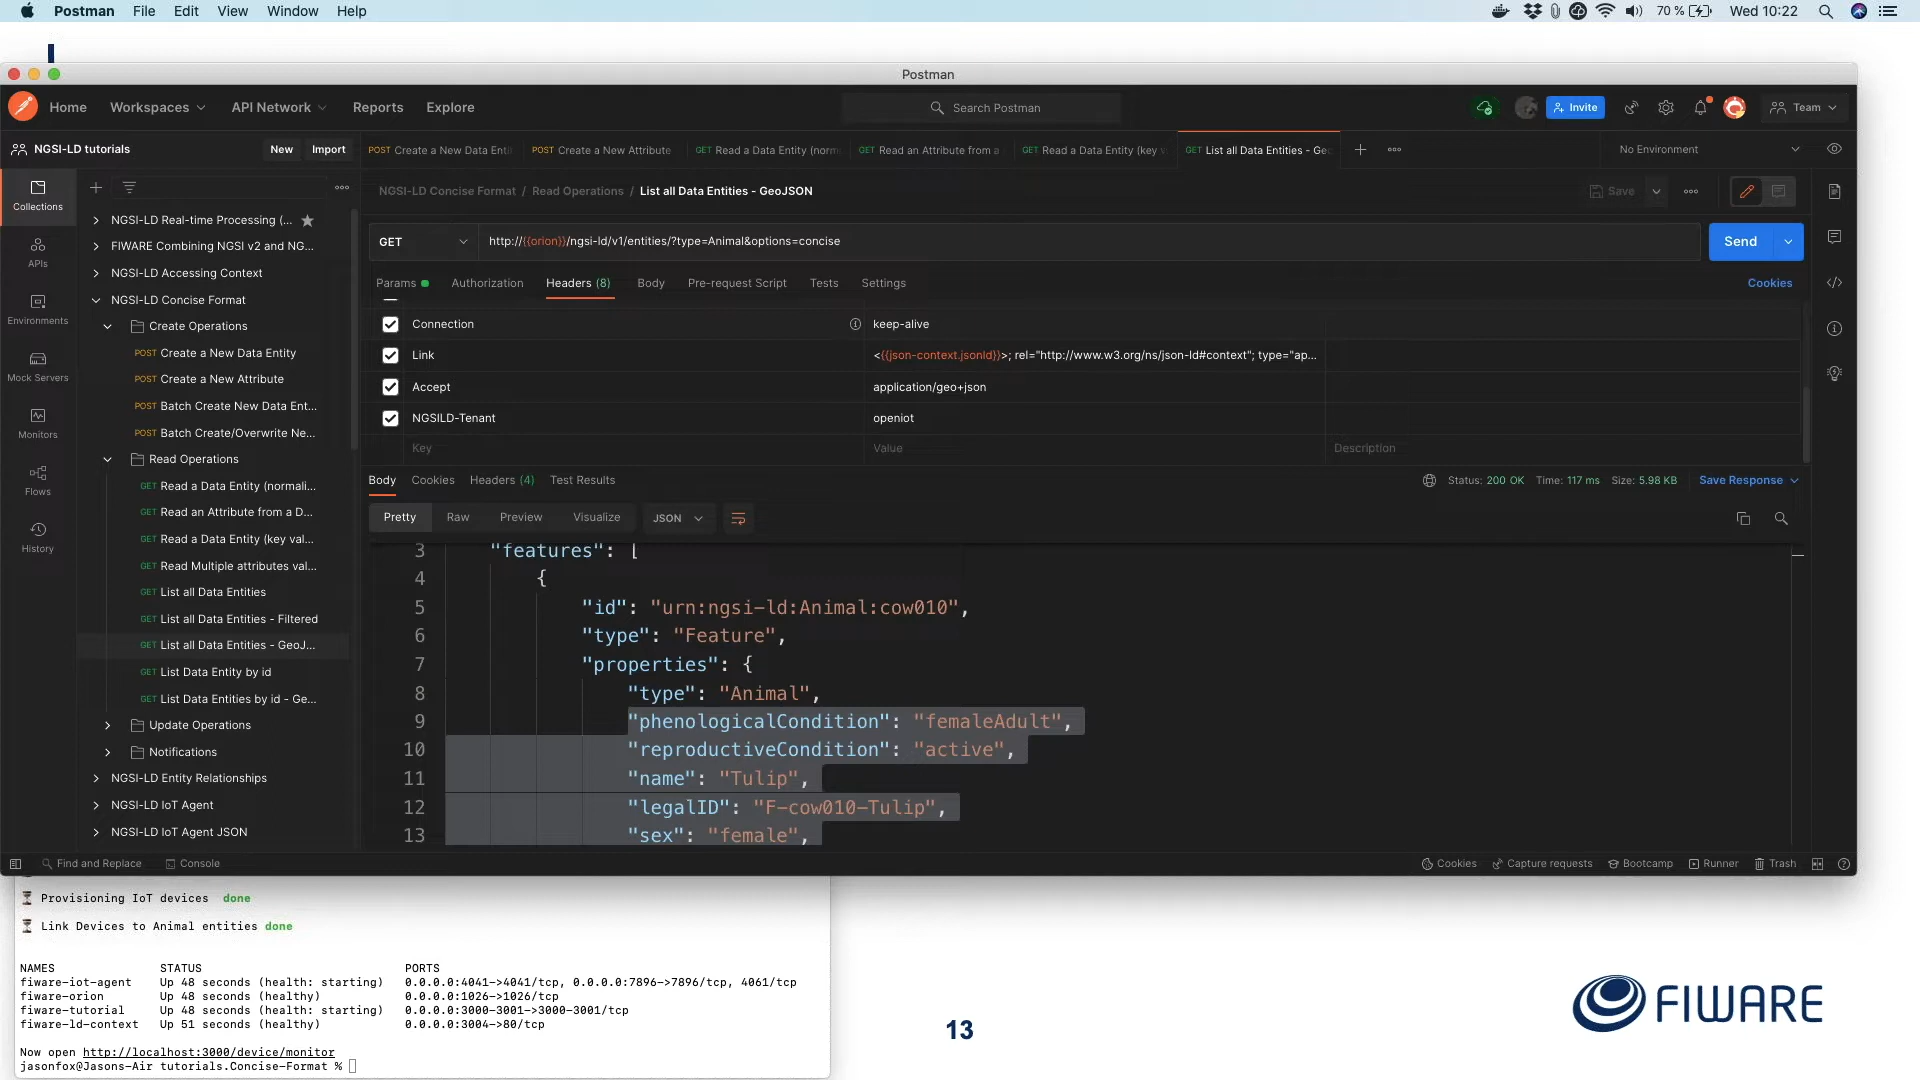 Postman File Edit View Window Help 70 % Wed 10:22
Postman
Home Workspaces API Network Reports Explore Search Postman Invite Team
NGSI-LD tutorials New Import
POST Create a New Data Enti POST Create a New Attribute GET Read a Data Entity (norm GET Read an Attribute from a GET Read a Data Entity (key v GET List all Data Entities - Ge No Environment
NGSI-LD Concise Format / Read Operations / List all Data Entities - GeoJSON Save
GET http://{{orion}}/ngsi-ld/v1/entities/?type=Animal&options=concise Send
Params Authorization Headers (8) Body Pre-request Script Tests Settings Cookies
Connection keep-alive
Link <{{json-context.jsonld}}>; rel="http://www.w3.org/ns/json-ld#context"; type="ap...
Accept application/geo+json
NGSILD-Tenant openiot
Key Value Description
Collections
APIs
Environments
Mock Servers
Monitors
Flows
History
NGSI-LD Real-time Processing (...
FIWARE Combining NGSI v2 and NG...
NGSI-LD Accessing Context
NGSI-LD Concise Format
Create Operations
POST Create a New Data Entity
POST Create a New Attribute
POST Batch Create New Data Ent...
POST Batch Create/Overwrite Ne...
Read Operations
GET Read a Data Entity (normali...
GET Read an Attribute from a D...
GET Read a Data Entity (key val...
GET Read Multiple attributes val...
GET List all Data Entities
GET List all Data Entities - Filtered
GET List all Data Entities - GeoJ...
GET List Data Entity by id
GET List Data Entities by id - Ge...
Update Operations
Notifications
NGSI-LD Entity Relationships
NGSI-LD IoT Agent
NGSI-LD IoT Agent JSON
Body Cookies Headers (4) Test Results Status: 200 OK Time: 117 ms Size: 5.98 KB Save Response
Pretty Raw Preview Visualize JSON
3 "features": [
4 {
5 "id": "urn:ngsi-ld:Animal:cow010",
6 "type": "Feature",
7 "properties": {
8 "type": "Animal",
9 "phenologicalCondition": "femaleAdult",
10 "reproductiveCondition": "active",
11 "name": "Tulip",
12 "legalID": "F-cow010-Tulip",
13 "sex": "female",
Find and Replace Console Cookies Capture requests Bootcamp Runner Trash
Provisioning IoT devices done
Link Devices to Animal entities done
NAMES STATUS PORTS
fiware-iot-agent Up 48 seconds (health: starting) 0.0.0.0:4041->4041/tcp, 0.0.0.0:7896->7896/tcp, 4061/tcp
fiware-orion Up 48 seconds (healthy) 0.0.0.0:1026->1026/tcp
fiware-tutorial Up 48 seconds (health: starting) 0.0.0.0:3000-3001->3000-3001/tcp
fiware-ld-context Up 51 seconds (healthy) 0.0.0.0:3004->80/tcp
Now open http://localhost:3000/device/monitor
jasonfox@Jasons-Air tutorials.Concise-Format %
13
FIWARE